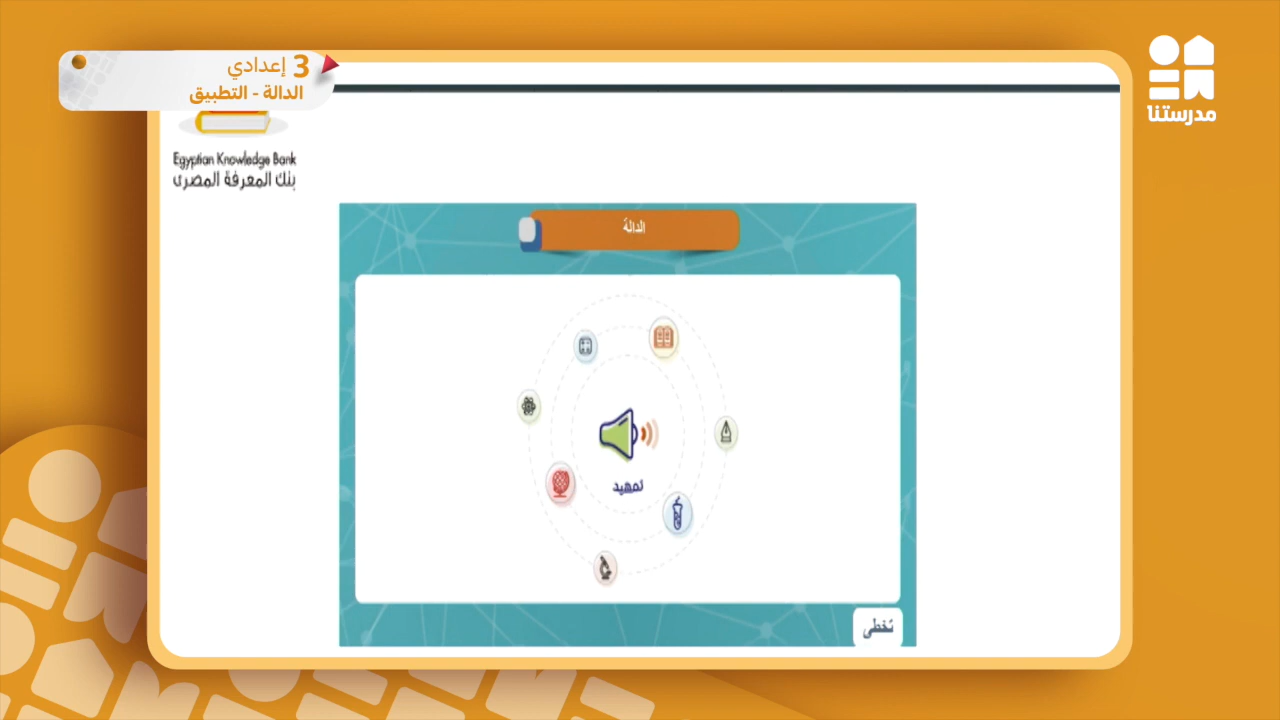 3 إعدادي
الدالة - التطبيق
مدرستنا
Egyptian Knowledge Bank
بنك المعرفة المصري
الدالة
تمهيد
تخطى